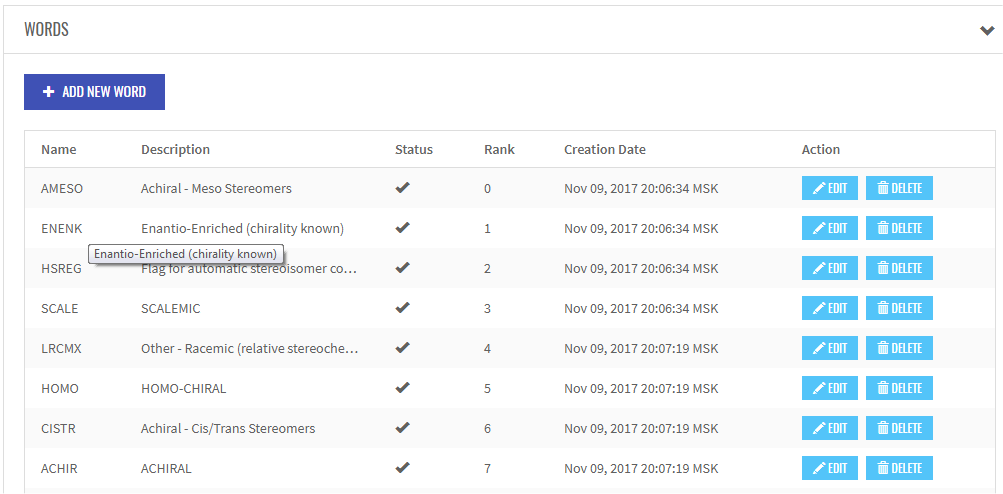 WORDS
ADD NEW WORD
Name Description Status Rank Creation Date Action
AMESO Achiral - Meso Stereomers 0 Nov 09, 2017 20:06:34 MSK EDIT DELETE
ENENK Enantio-Enriched (chirality known) 1 Nov 09, 2017 20:06:34 MSK EDIT DELETE
Enantio-Enriched (chirality known)
HSREG Flag for automatic stereoisomer co... 2 Nov 09, 2017 20:06:34 MSK EDIT DELETE
SCALE SCALEMIC 3 Nov 09, 2017 20:06:34 MSK EDIT DELETE
LRCMX Other - Racemic (relative stereoche... 4 Nov 09, 2017 20:07:19 MSK EDIT DELETE
HOMO HOMO-CHIRAL 5 Nov 09, 2017 20:07:19 MSK EDIT DELETE
CISTR Achiral - Cis/Trans Stereomers 6 Nov 09, 2017 20:07:19 MSK EDIT DELETE
ACHIR ACHIRAL 7 Nov 09, 2017 20:07:19 MSK EDIT DELETE